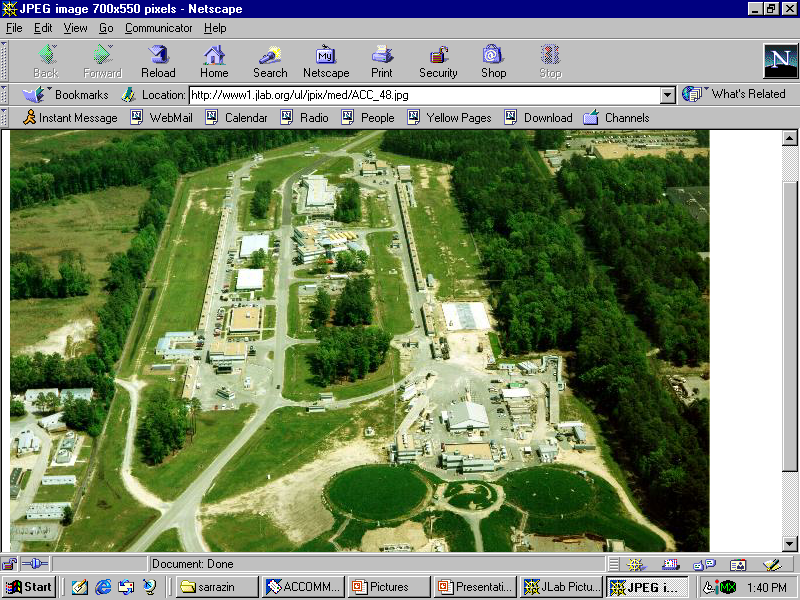 JPEG image 700x550 pixels - Netscape
File Edit View Go Communicator Help
Back Forward Reload Home Search Netscape Print Security Shop Stop
Bookmarks Location: http://www1.jlab.org/ul/jpix/med/ACC_48.jpg What's Related
Instant Message WebMail Calendar Radio People Yellow Pages Download Channels
Document: Done
Start sarrazin ACCOMM... Pictures Presentati... JLab Pictu... JPEG i... 1:40 PM